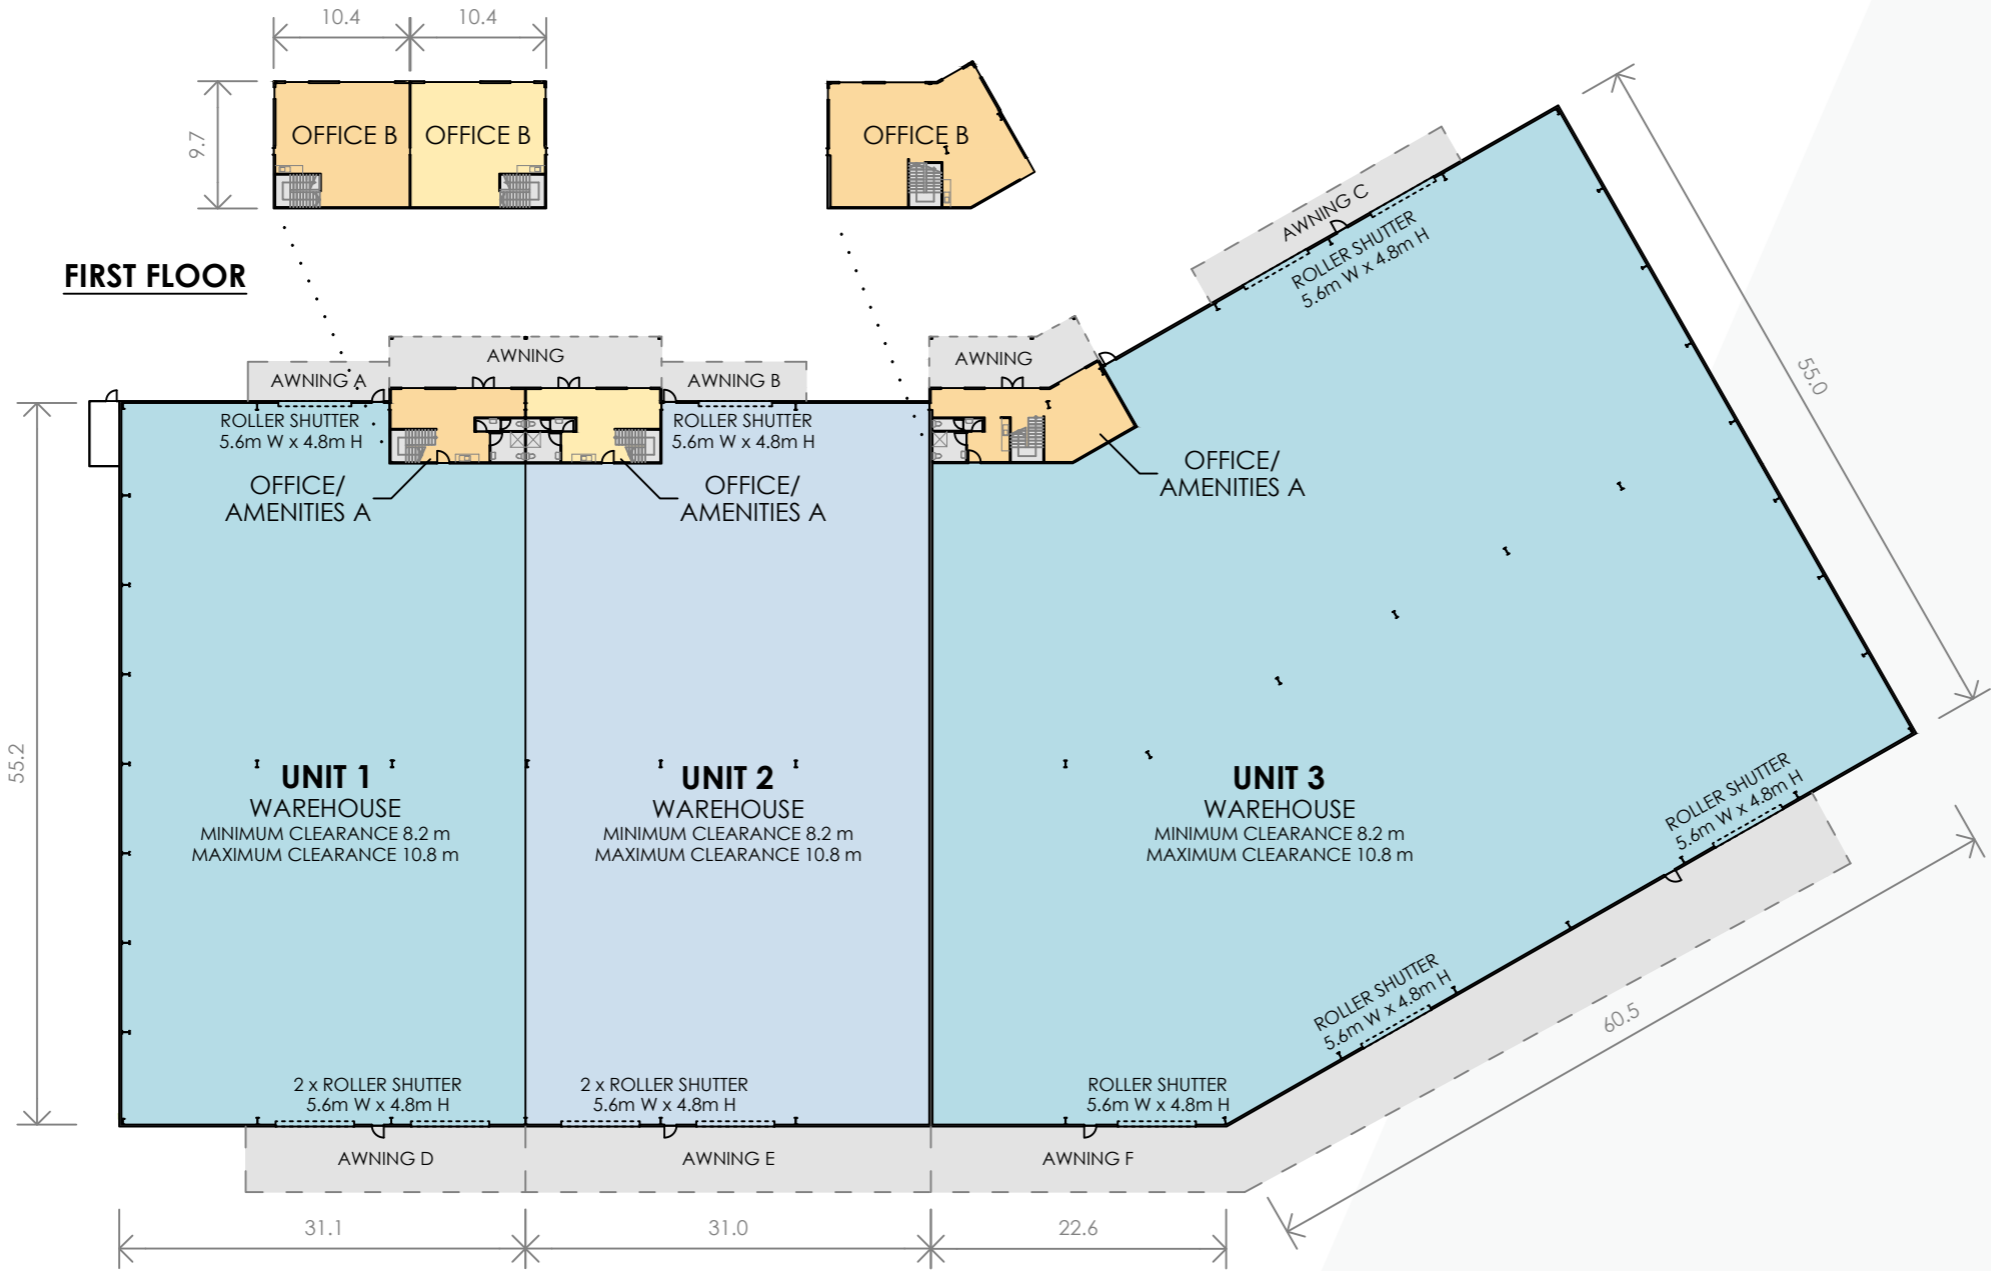 10.4
10.4
9.7
OFFICE B
OFFICE B
OFFICE B
FIRST FLOOR
AWNING C
ROLLER SHUTTER
5.6m W x 4.8m H
55.0
AWNING
AWNING
AWNING A
AWNING B
ROLLER SHUTTER
5.6m W x 4.8m H
ROLLER SHUTTER
5.6m W x 4.8m H
OFFICE/
AMENITIES A
OFFICE/
AMENITIES A
OFFICE/
AMENITIES A
55.2
UNIT 1
WAREHOUSE
MINIMUM CLEARANCE 8.2 m
MAXIMUM CLEARANCE 10.8 m
UNIT 2
WAREHOUSE
MINIMUM CLEARANCE 8.2 m
MAXIMUM CLEARANCE 10.8 m
UNIT 3
WAREHOUSE
MINIMUM CLEARANCE 8.2 m
MAXIMUM CLEARANCE 10.8 m
ROLLER SHUTTER
5.6m W x 4.8m H
ROLLER SHUTTER
5.6m W x 4.8m H
60.5
2 x ROLLER SHUTTER
5.6m W x 4.8m H
2 x ROLLER SHUTTER
5.6m W x 4.8m H
ROLLER SHUTTER
5.6m W x 4.8m H
AWNING D
AWNING E
AWNING F
31.1
31.0
22.6